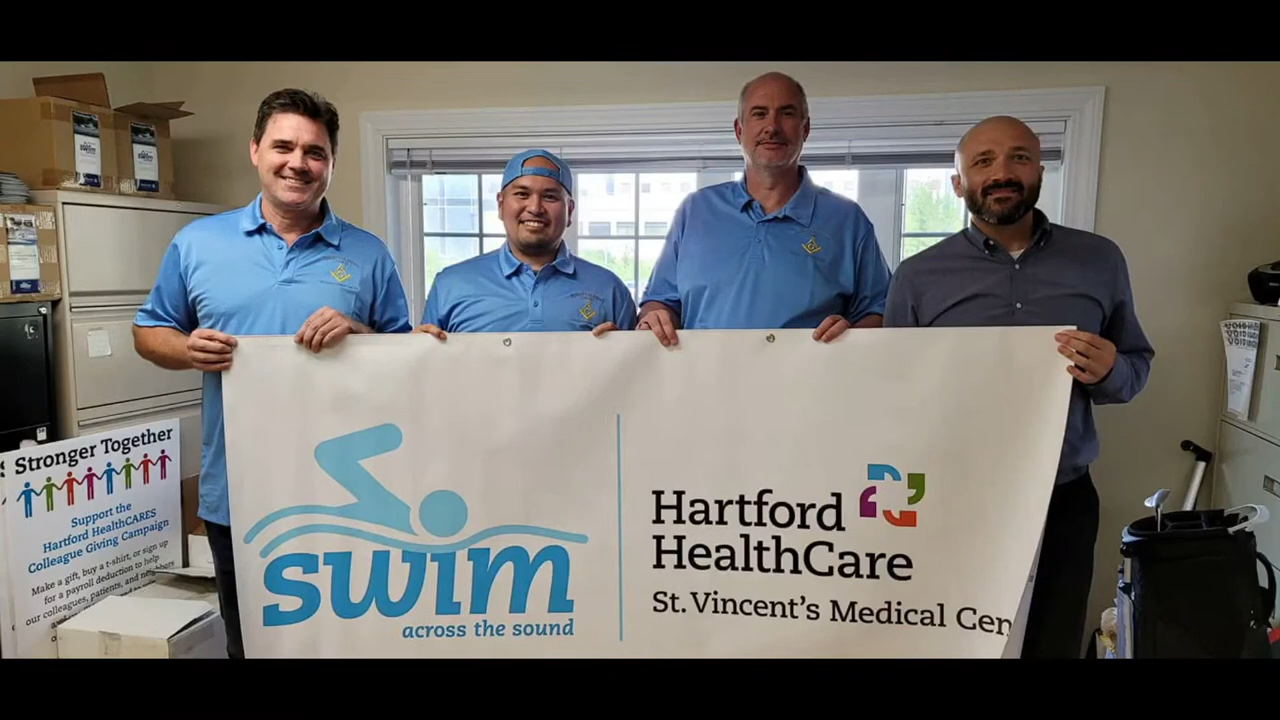 Stronger Together
Support the
Hartford HealthCARES
Colleague Giving Campaign
Make a gift, buy a t-shirt, or sign up
for a payroll deduction to help
our colleagues, patients, and neighbors
swim
across the sound
Hartford
HealthCare
St. Vincent's Medical Cen